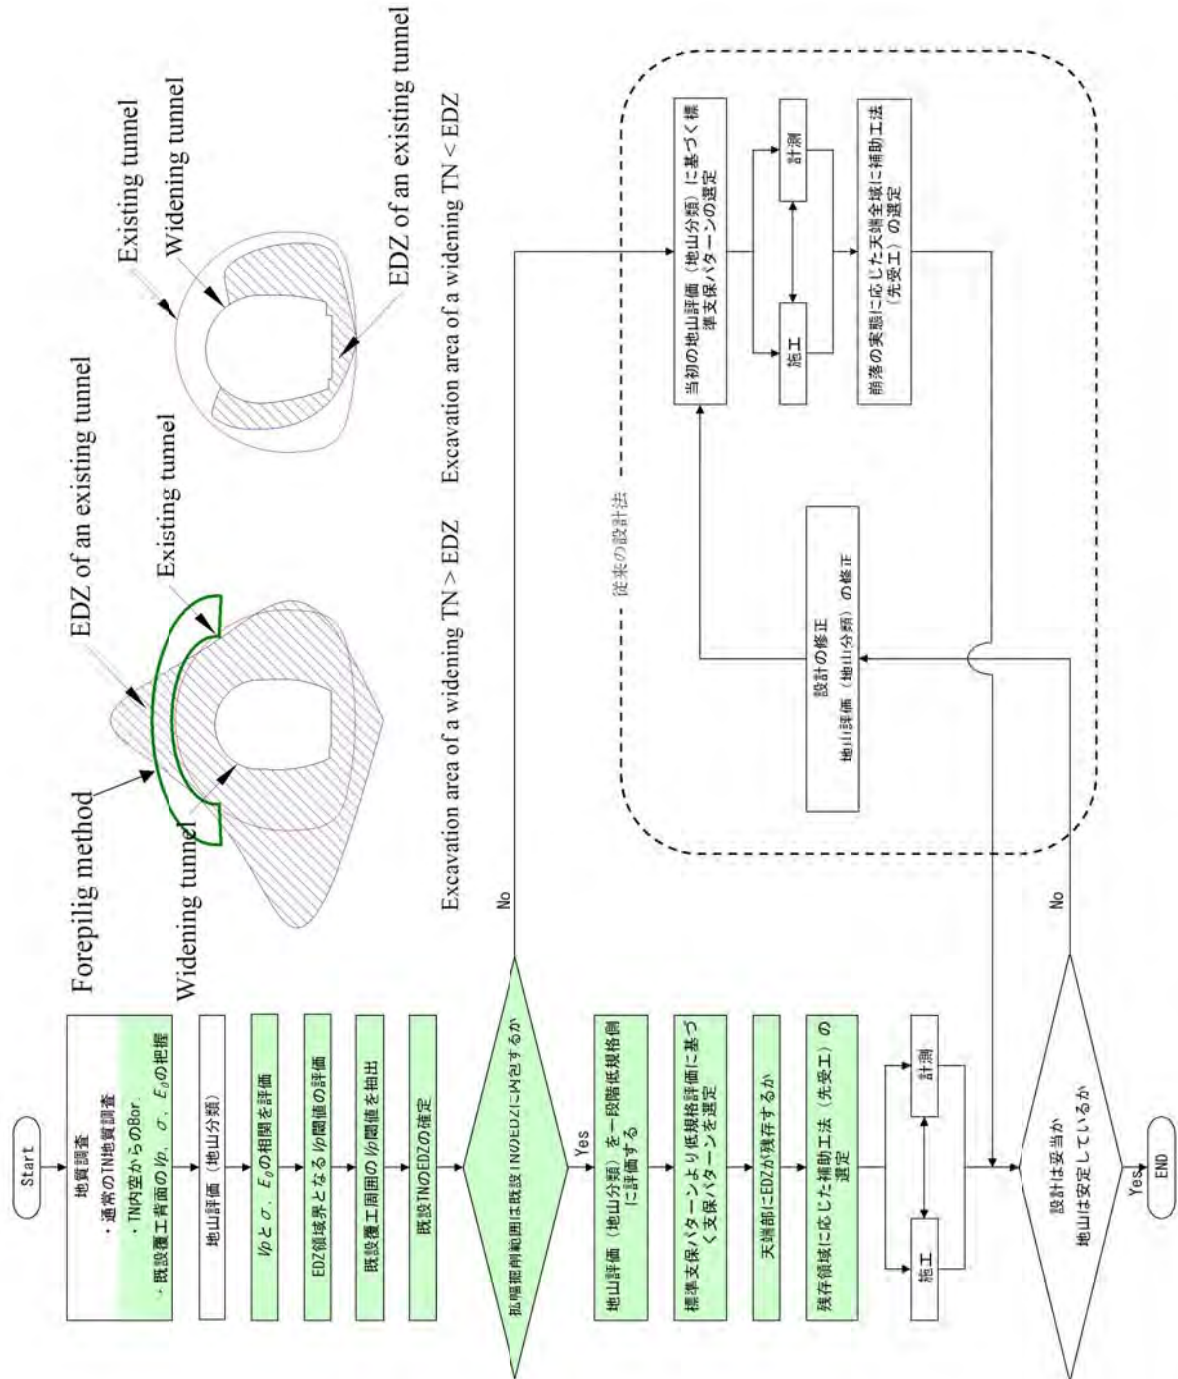 Start
地質調査
・通常のTN地質調査
・TN内空からのBor.
・既設覆工背面のVp、σ、E₀の把握
地山評価（地山分類）
Vpとσ、E₀の相関を評価
EDZ領域界となるVp閾値の評価
既設覆工周囲のVp閾値を抽出
既設TNのEDZの確定
拡幅掘削範囲は既設TNのEDZに内包するか
Yes
No
地山評価（地山分類）を一段階低規格側
に評価する
標準支保パターンより低規格評価に基づ
く支保パターンを選定
天端部にEDZが残存するか
残存領域に応じた補助工法（先受工）の
選定
施工
計測
設計は妥当か
地山は安定しているか
Yes
No
END
Forepilig method
EDZ of an existing tunnel
Existing tunnel
Widening tunnel
Excavation area of a widening TN > EDZ
Existing tunnel
Widening tunnel
EDZ of an existing tunnel
Excavation area of a widening TN < EDZ
従来の設計法
当初の地山評価（地山分類）に基づく標
準支保パターンの選定
施工
計測
崩落の実態に応じた天端全域に補助工法
（先受工）の選定
設計の修正
地山評価（地山分類）の修正